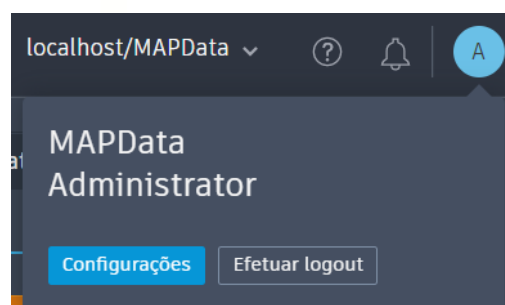 localhost/MAPData
A
MAPData
Administrator
Configurações
Efetuar logout